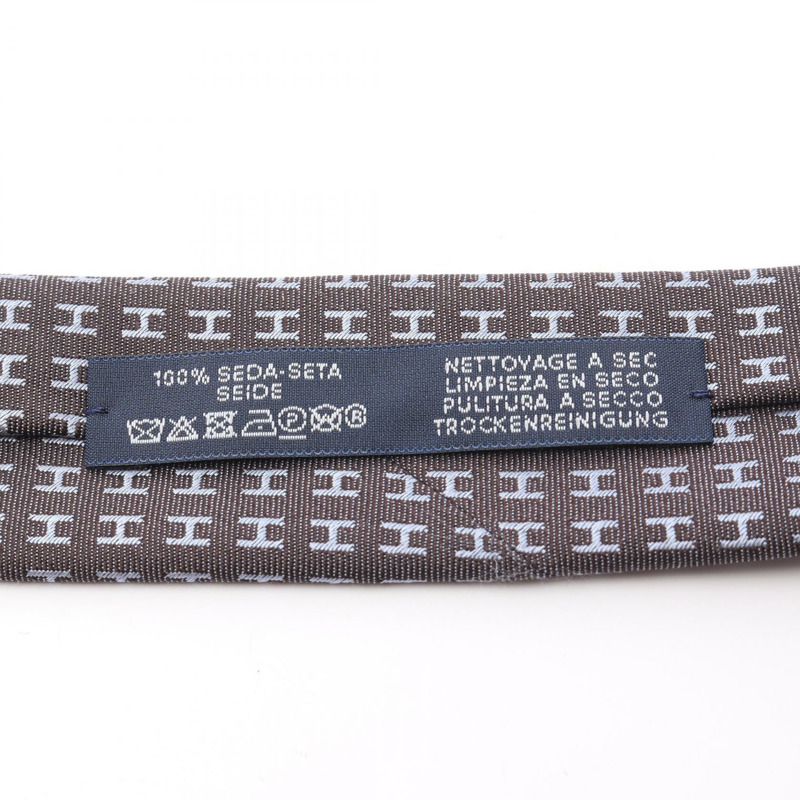 100% SEDA-SETA
SEIDE
P
®
NETTOYAGE A SEC
LIMPIEZA EN SECO
PULITURA A SECCO
TROCKENREINIGUNG